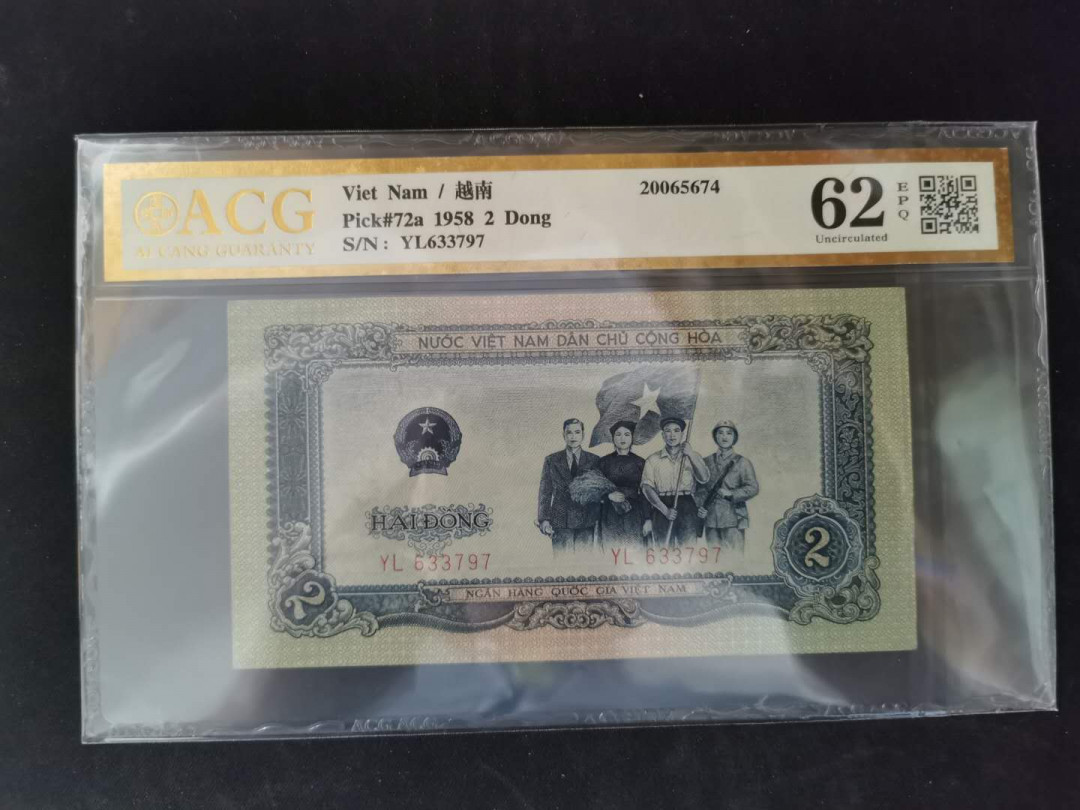 ACG
AI CANG GUARANTY
Viet Nam / 越南
Pick#72a 1958 2 Dong
S/N: YL633797
20065674
62
Uncirculated
EPQ
NƯỚC VIỆT NAM DÂN CHỦ CỘNG HÒA
HAI ĐỒNG
YL 633797
YL 633797
2
2
NGÂN HÀNG QUỐC GIA VIỆT NAM
ACG ACG